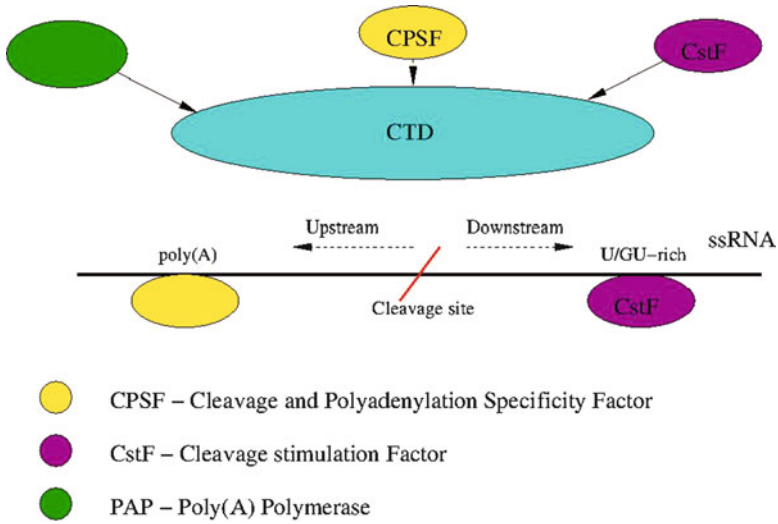 CPSF
CstF
CTD
Upstream
Downstream
ssRNA
poly(A)
U/GU−rich
Cleavage site
CstF
CPSF − Cleavage and Polyadenylation Specificity Factor
CstF − Cleavage stimulation Factor
PAP − Poly(A) Polymerase